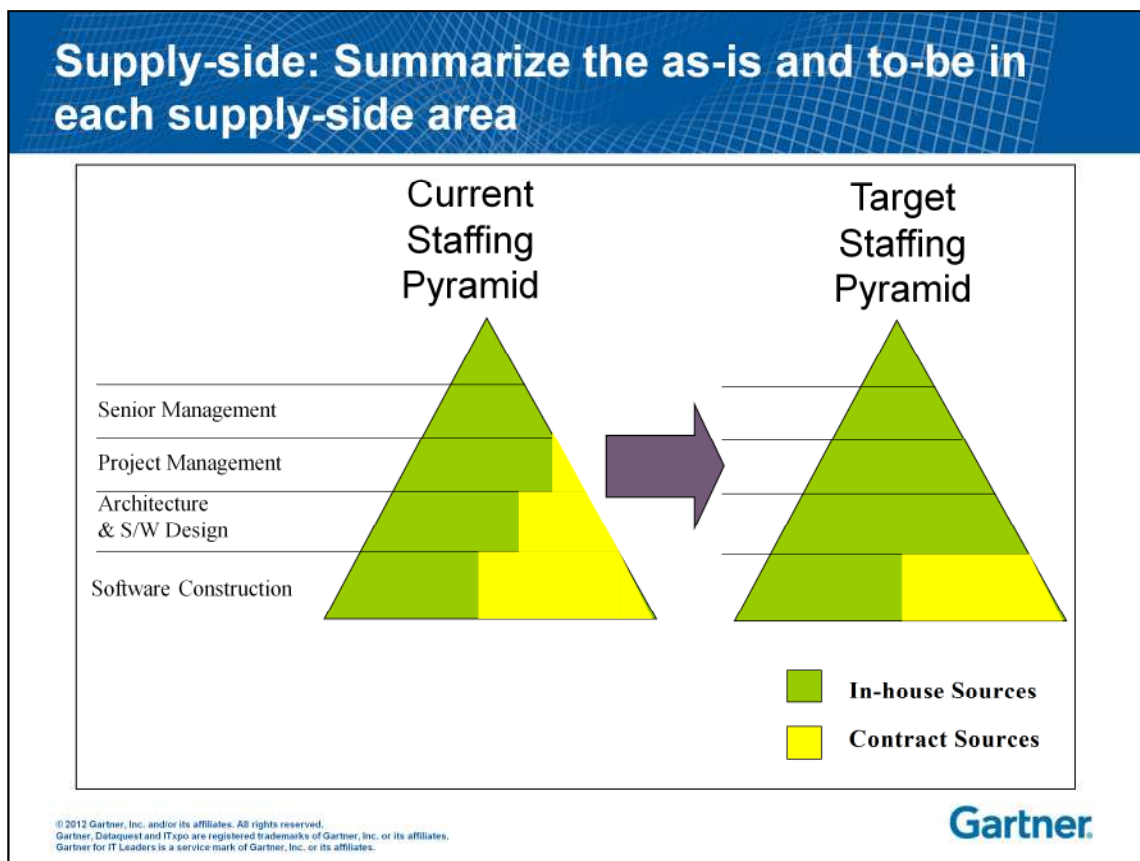 Supply-side: Summarize the as-is and to-be in
each supply-side area
Current
Staffing
Pyramid
Target
Staffing
Pyramid
Senior Management
Project Management
Architecture
& S/W Design
Software Construction
In-house Sources
Contract Sources
© 2012 Gartner, Inc. and/or its affiliates. All rights reserved.
Gartner, Dataquest and ITxpo are registered trademarks of Gartner, Inc. or its affiliates.
Gartner for IT Leaders is a service mark of Gartner, Inc. or its affiliates.
Gartner.